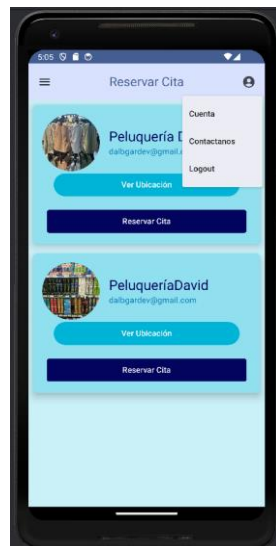 5:05
Reservar Cita
Cuenta
Contactanos
Logout
Peluquería D
dalbgardev@gmail.
Ver Ubicación
Reservar Cita
PeluqueríaDavid
dalbgardev@gmail.com
Ver Ubicación
Reservar Cita